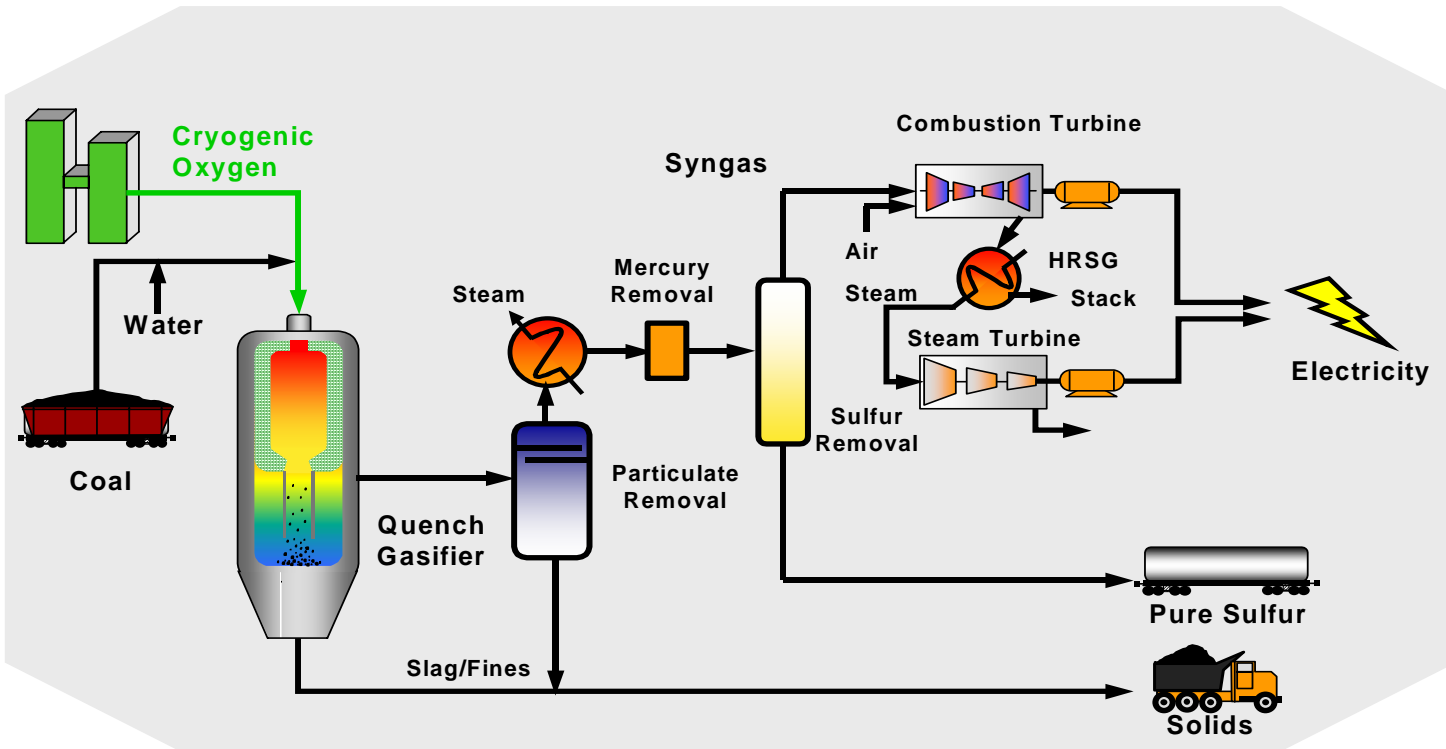 Cryogenic
Oxygen
Combustion Turbine
Syngas
Air
HRSG
Mercury
Removal
Steam
Steam
Stack
Water
Steam Turbine
Electricity
Sulfur
Removal
Coal
Particulate
Removal
Quench
Gasifier
Pure Sulfur
Slag/Fines
Solids